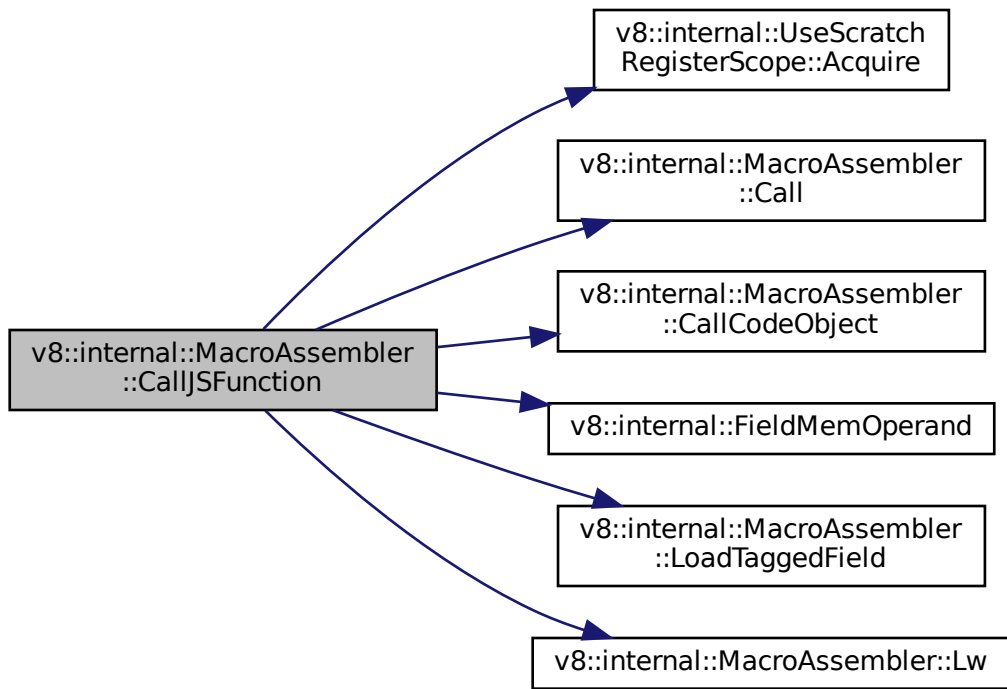 v8::internal::UseScratch
RegisterScope::Acquire
v8::internal::MacroAssembler
::Call
v8::internal::MacroAssembler
::CallCodeObject
v8::internal::MacroAssembler
::CallJSFunction
v8::internal::FieldMemOperand
v8::internal::MacroAssembler
::LoadTaggedField
v8::internal::MacroAssembler::Lw